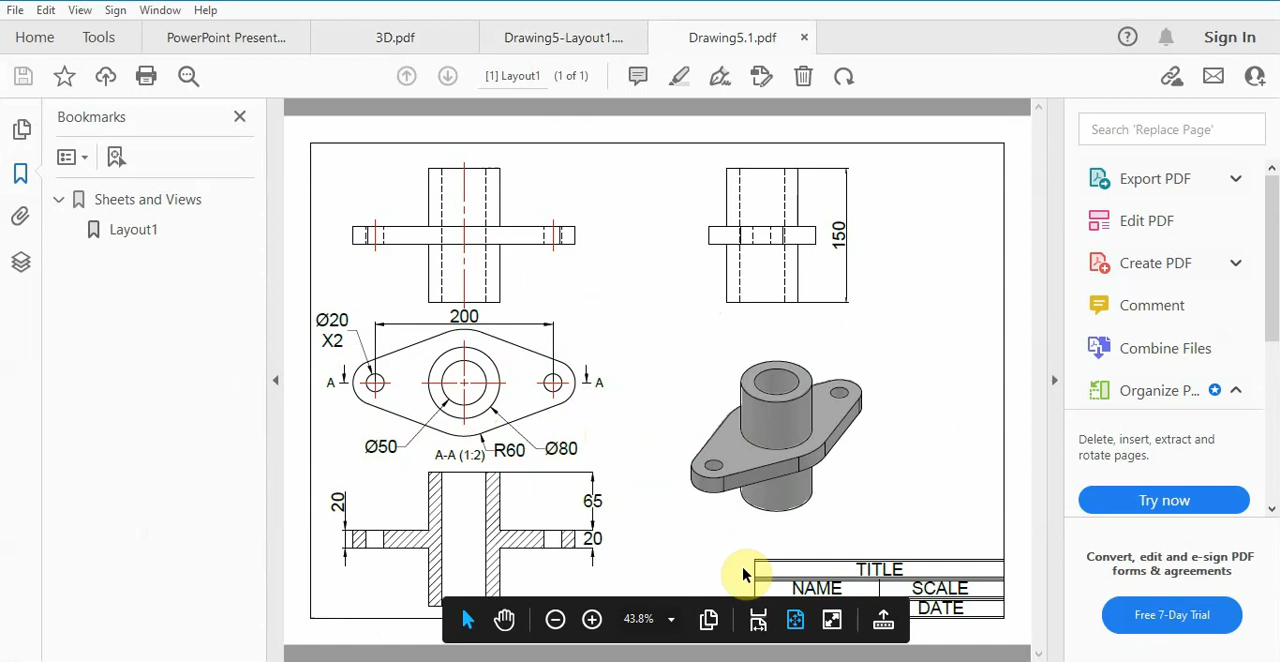 File Edit View Sign Window Help
Home Tools PowerPoint Present... 3D.pdf Drawing5-Layout1.... Drawing5.1.pdf × Sign In
[1] Layout1 (1 of 1)
Bookmarks
Sheets and Views
Layout1
150
Ø20
X2
200
A
A
Ø50
A-A (1:2)
R60
Ø80
20
65
20
TITLE
NAME SCALE
DATE
43.8%
Search 'Replace Page'
Export PDF
Edit PDF
Create PDF
Comment
Combine Files
Organize P...
Delete, insert, extract and
rotate pages.
Try now
Convert, edit and e-sign PDF
forms & agreements
Free 7-Day Trial